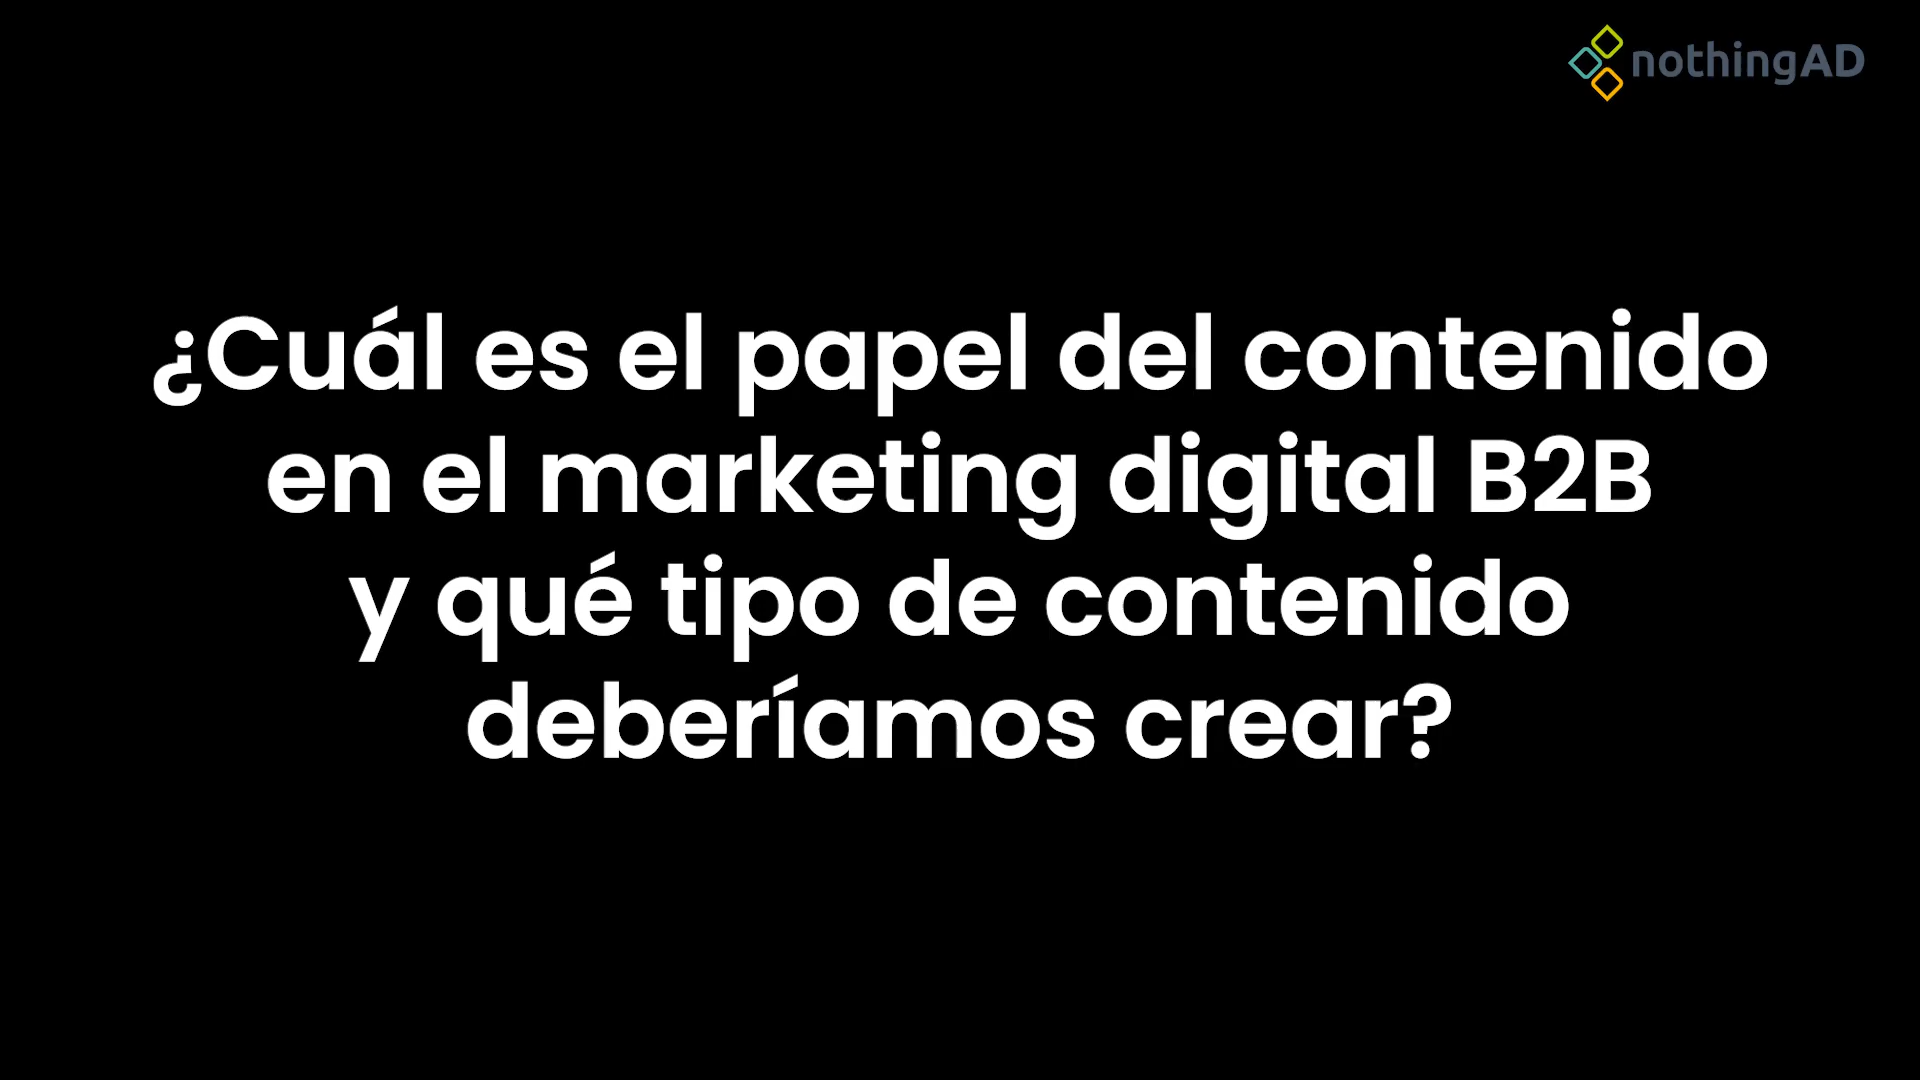 nothingAD
¿Cuál es el papel del contenido
en el marketing digital B2B
y qué tipo de contenido
deberíamos crear?